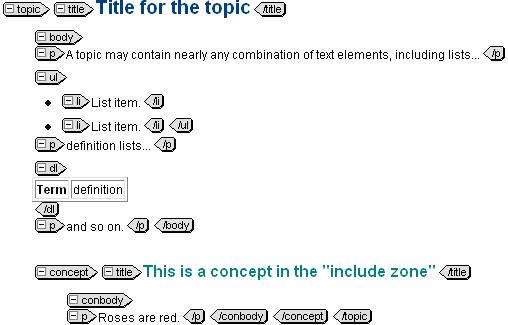 topic title Title for the topic /title
body
p A topic may contain nearly any combination of text elements, including lists... /p
ul
li List item. /li
li List item. /li /ul
p definition lists... /p
dl
Term definition
/dl
p and so on. /p /body
concept title This is a concept in the "include zone" /title
conbody
p Roses are red. /p /conbody /concept /topic